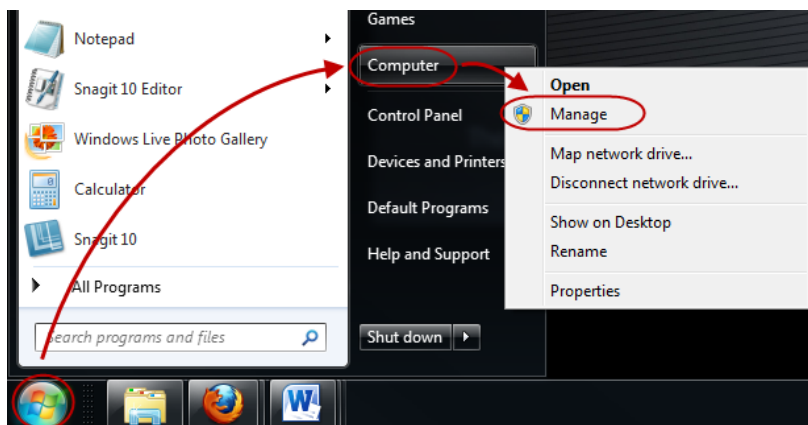 Notepad
Snagit 10 Editor
Windows Live Photo Gallery
Calculator
Snagit 10
All Programs
Search programs and files
Games
Computer
Control Panel
Devices and Printers
Default Programs
Help and Support
Shut down
Open
Manage
Map network drive...
Disconnect network drive...
Show on Desktop
Rename
Properties